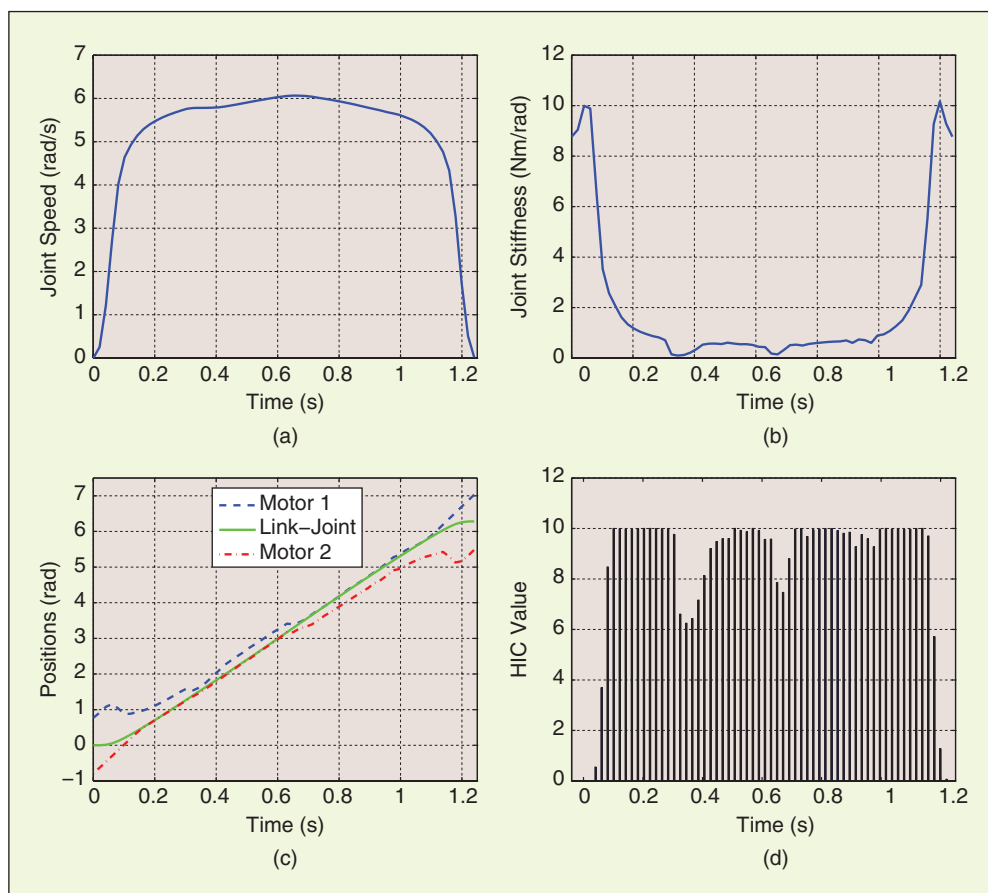 7
6
5
4
3
2
1
0
Joint Speed (rad/s)
0 0.2 0.4 0.6 0.8 1 1.2
Time (s)
(a)
12
10
8
6
4
2
0
Joint Stiffness (Nm/rad)
0 0.2 0.4 0.6 0.8 1 1.2
Time (s)
(b)
7
6
5
4
3
2
1
0
−1
Positions (rad)
Motor 1
Link−Joint
Motor 2
0 0.2 0.4 0.6 0.8 1 1.2
Time (s)
(c)
12
10
8
6
4
2
0
HIC Value
0 0.2 0.4 0.6 0.8 1 1.2
Time (s)
(d)